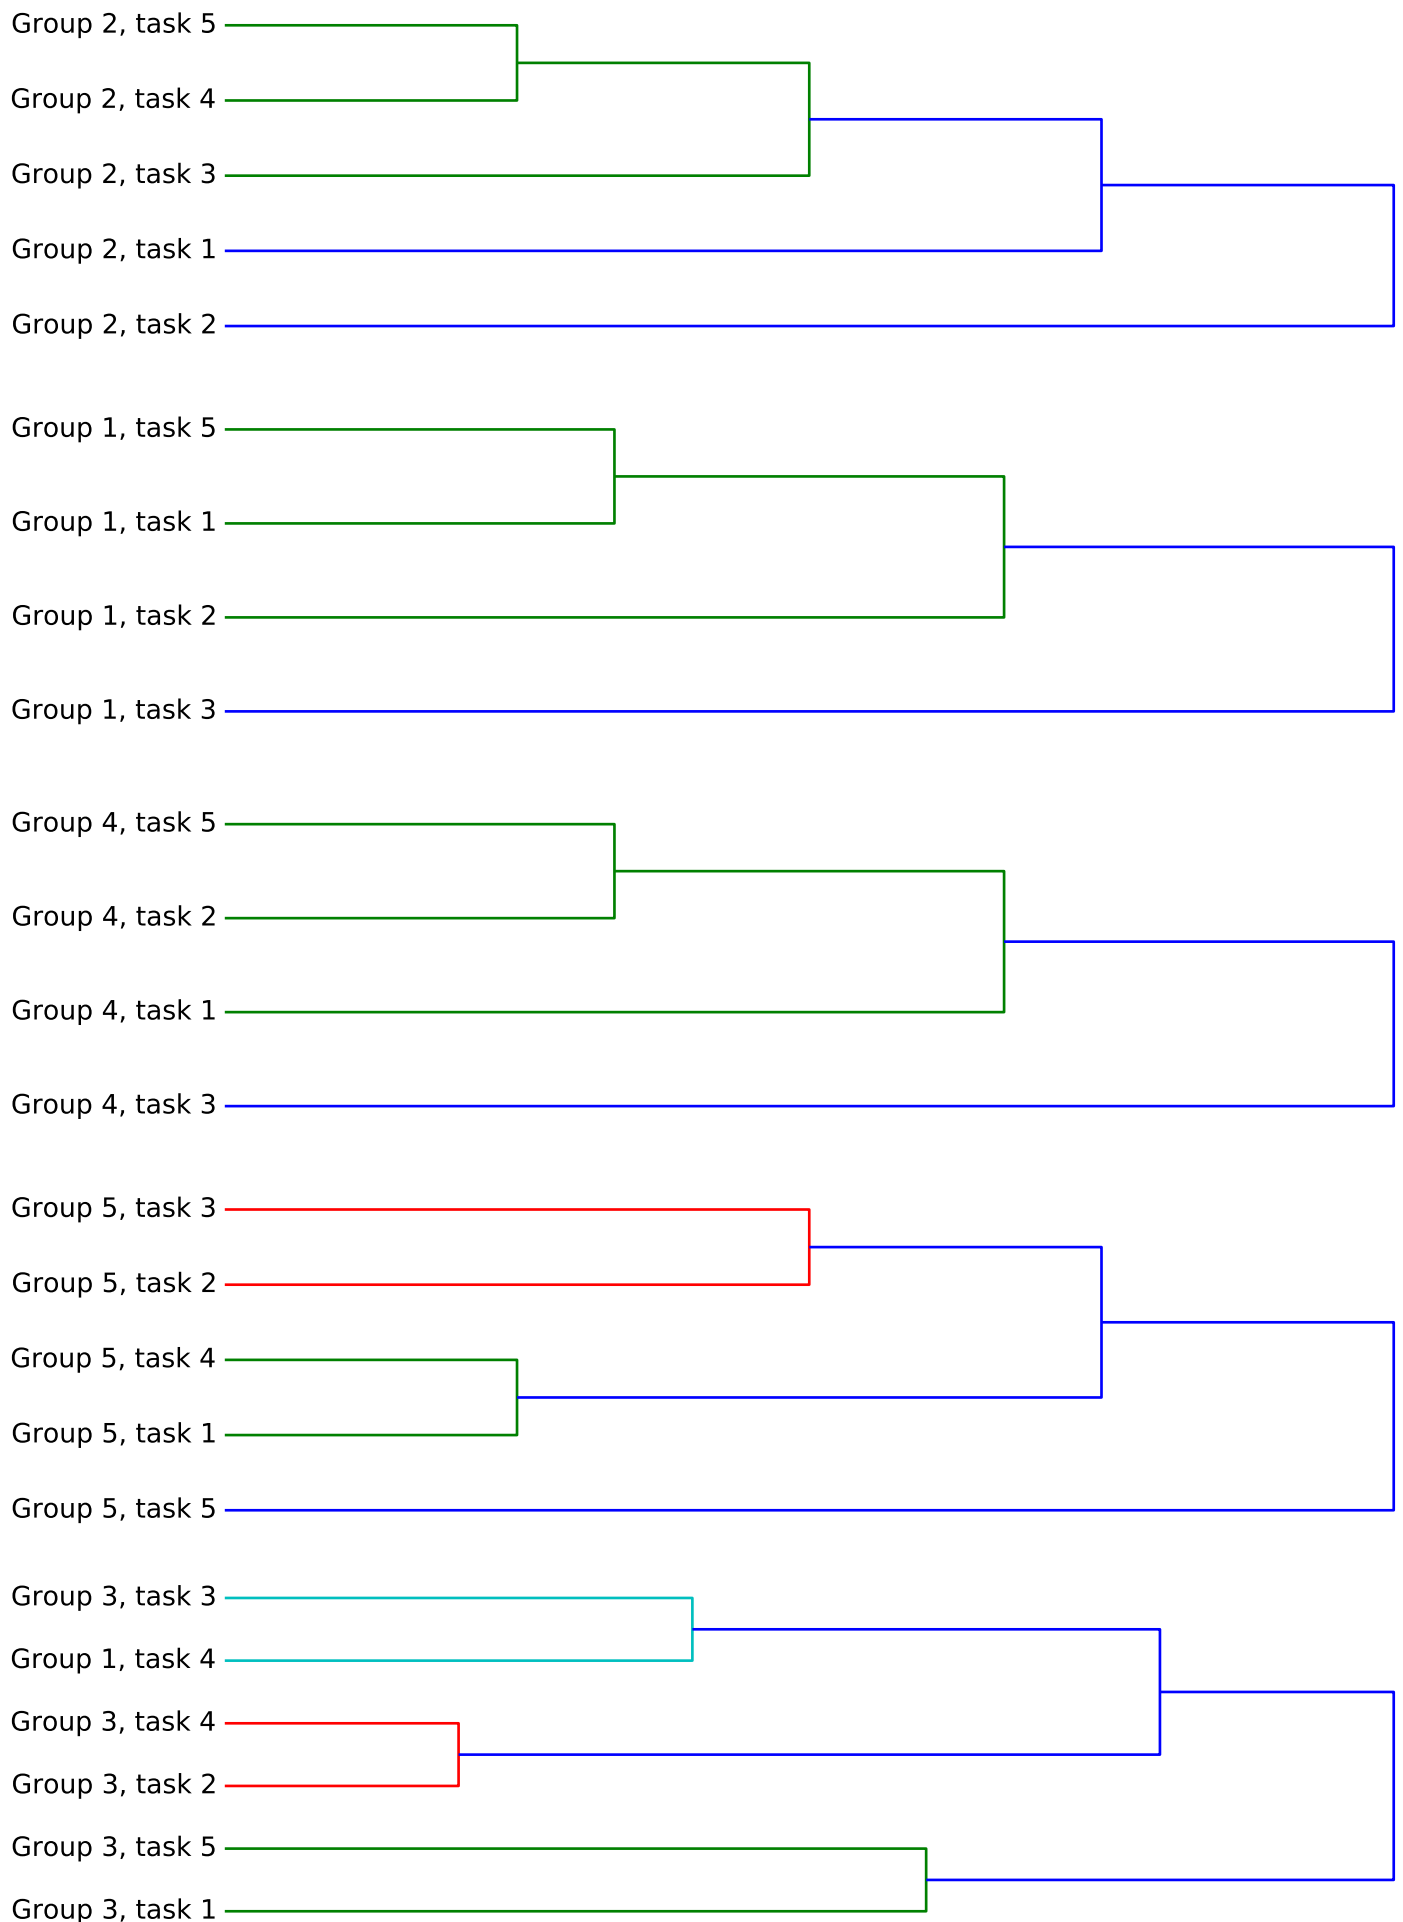 Group 2, task 5
Group 2, task 4
Group 2, task 3
Group 2, task 1
Group 2, task 2
Group 1, task 5
Group 1, task 1
Group 1, task 2
Group 1, task 3
Group 4, task 5
Group 4, task 2
Group 4, task 1
Group 4, task 3
Group 5, task 3
Group 5, task 2
Group 5, task 4
Group 5, task 1
Group 5, task 5
Group 3, task 3
Group 1, task 4
Group 3, task 4
Group 3, task 2
Group 3, task 5
Group 3, task 1